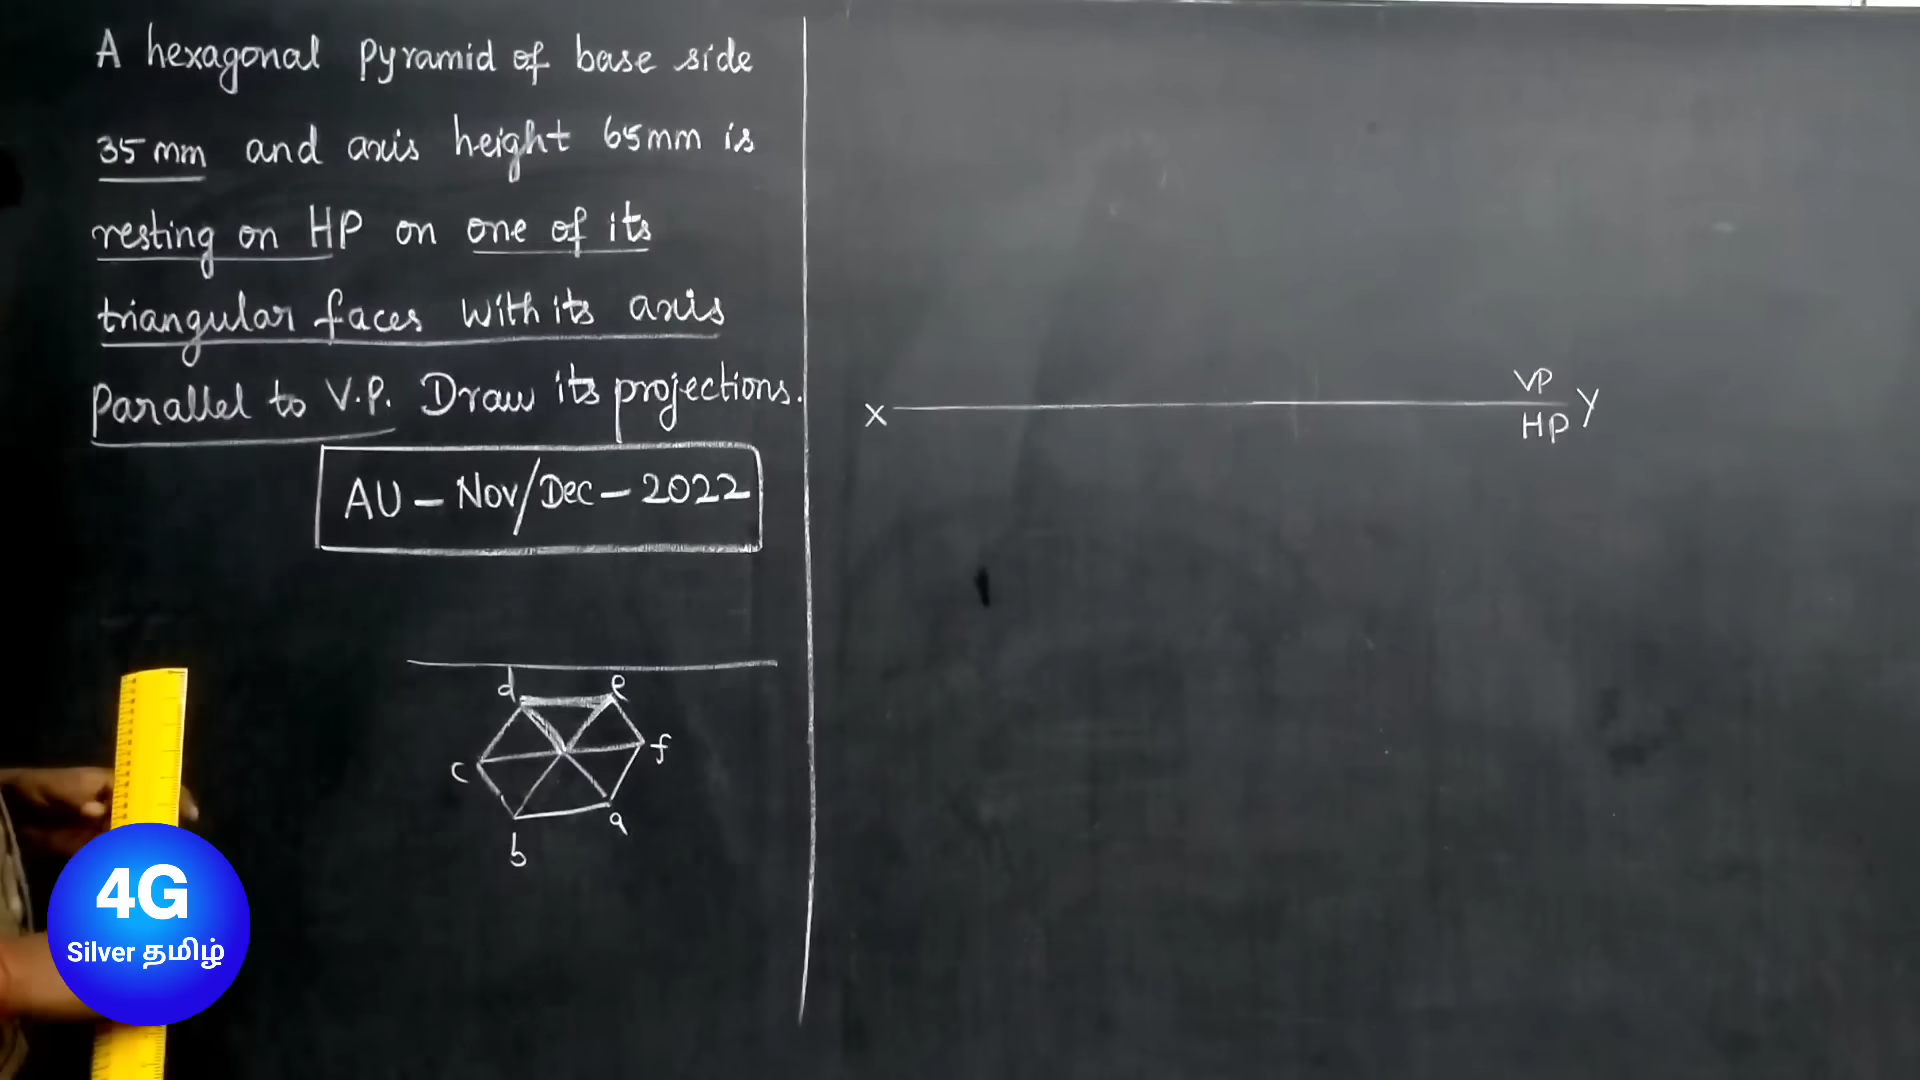 A hexagonal pyramid of base side
35 mm and axis height 65mm is
resting on HP on one of its
triangular faces with its axis
Parallel to V.P. Draw its projections.
AU - Nov/Dec - 2022
X
VP
HP
Y
d e
c f
b a
4G
Silver தமிழ்